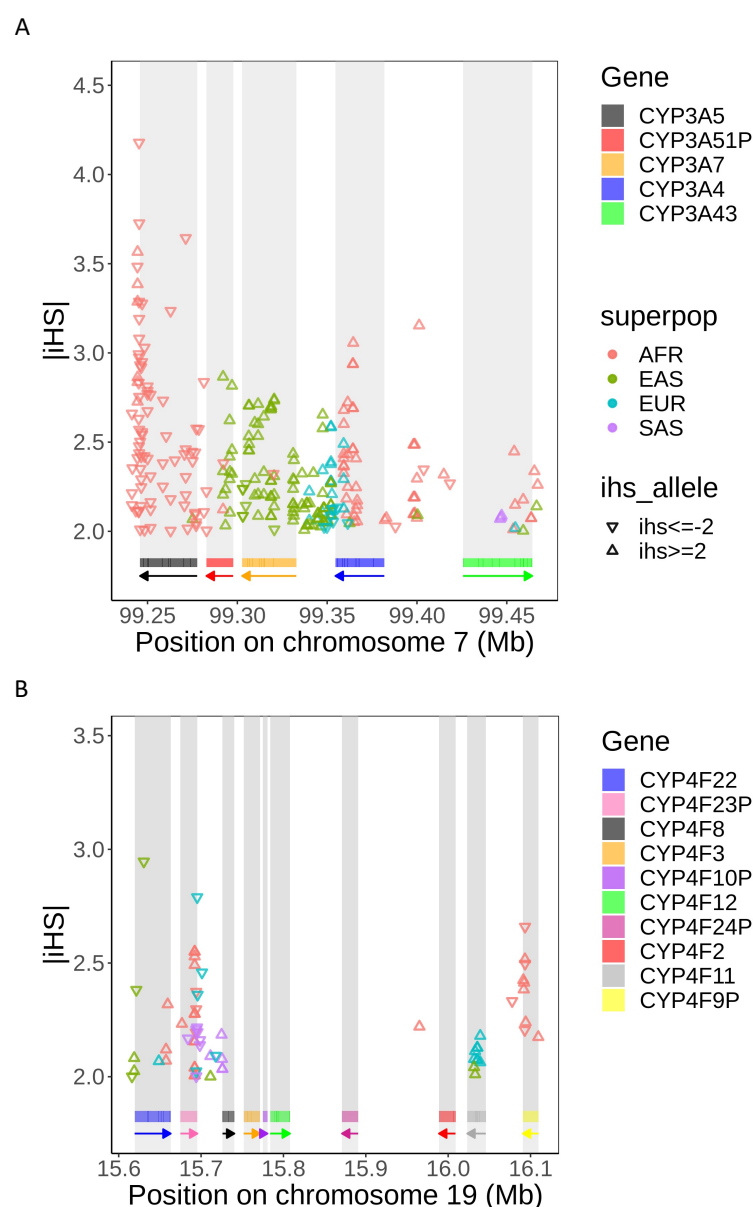 A
4.5
4.0
3.5
3.0
2.5
2.0
|iHS|
99.25 99.30 99.35 99.40 99.45
Position on chromosome 7 (Mb)
Gene
CYP3A5
CYP3A51P
CYP3A7
CYP3A4
CYP3A43
superpop
AFR
EAS
EUR
SAS
ihs_allele
ihs<=-2
ihs>=2
B
3.5
3.0
2.5
2.0
|iHS|
15.6 15.7 15.8 15.9 16.0 16.1
Position on chromosome 19 (Mb)
Gene
CYP4F22
CYP4F23P
CYP4F8
CYP4F3
CYP4F10P
CYP4F12
CYP4F24P
CYP4F2
CYP4F11
CYP4F9P